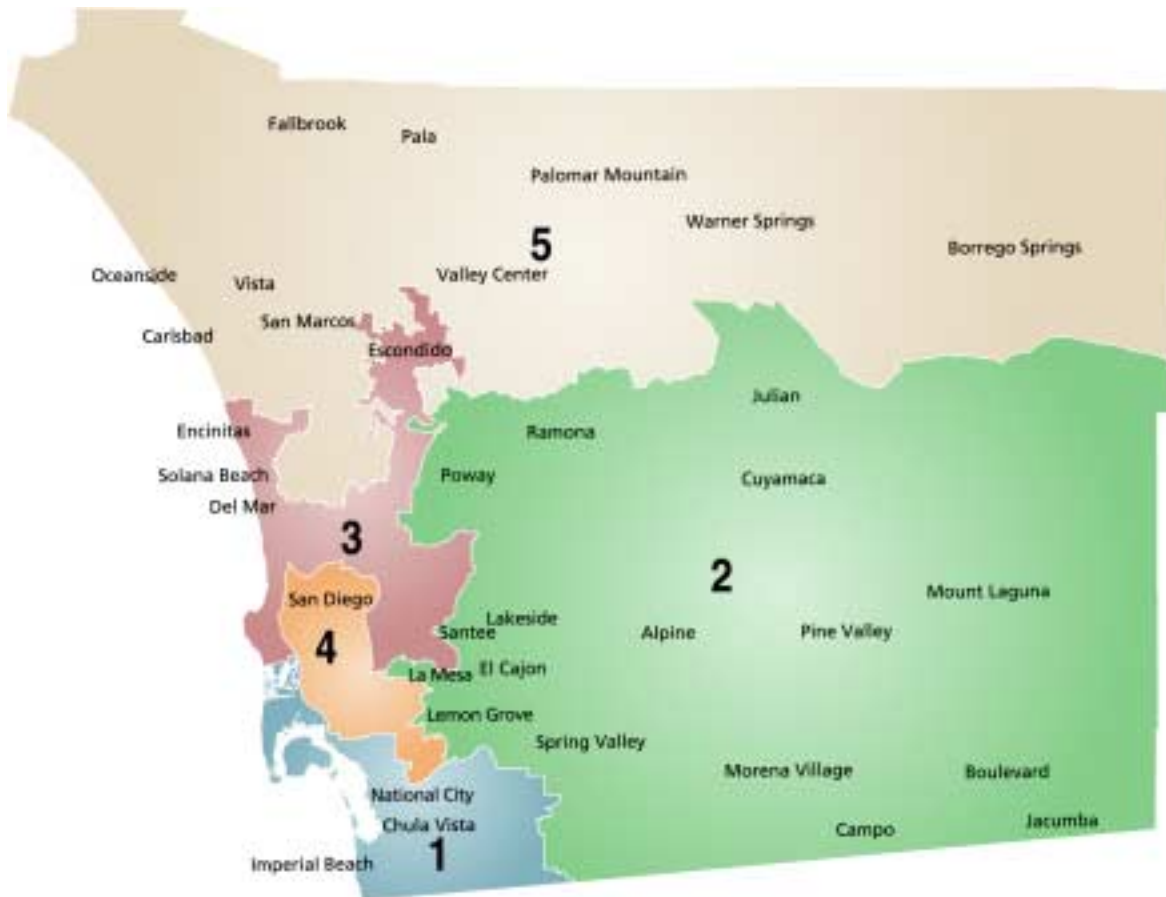 Fallbrook
Pala
Palomar Mountain
Warner Springs
5
Borrego Springs
Oceanside
Vista
Valley Center
San Marcos
Carlsbad
Escondido
Julian
Encinitas
Ramona
Solana Beach
Poway
Cuyamaca
Del Mar
3
2
San Diego
Mount Laguna
Lakeside
Santee
Alpine
Pine Valley
4
La Mesa
El Cajon
Lemon Grove
Spring Valley
Morena Village
Boulevard
National City
Chula Vista
Campo
Jacumba
1
Imperial Beach